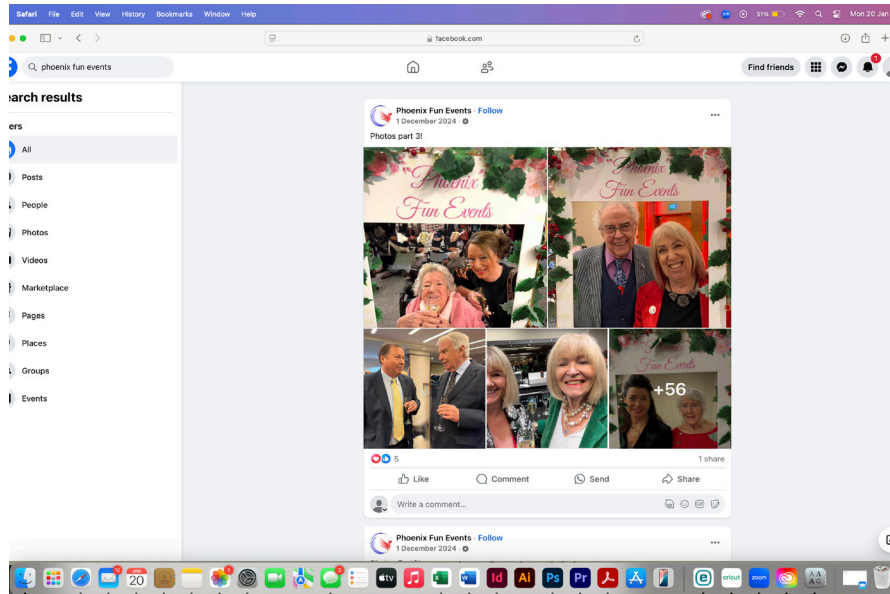 Safari File Edit View History Bookmarks Window Help
51%
Mon 20 Jan
facebook.com
phoenix fun events
Find friends
1
earch results
ers
All
Posts
People
Photos
Videos
Marketplace
Pages
Places
Groups
Events
Phoenix Fun Events · Follow
1 December 2024 ·
Photos part 3!
"Phoenix
Fun Events
"Phoenix
Fun Events
Fun Events
+56
5
1 share
Like Comment Send Share
Write a comment...
GIF
Phoenix Fun Events · Follow
1 December 2024 ·
20
1
tv
Id Ai Ps Pr
cricut
zoom